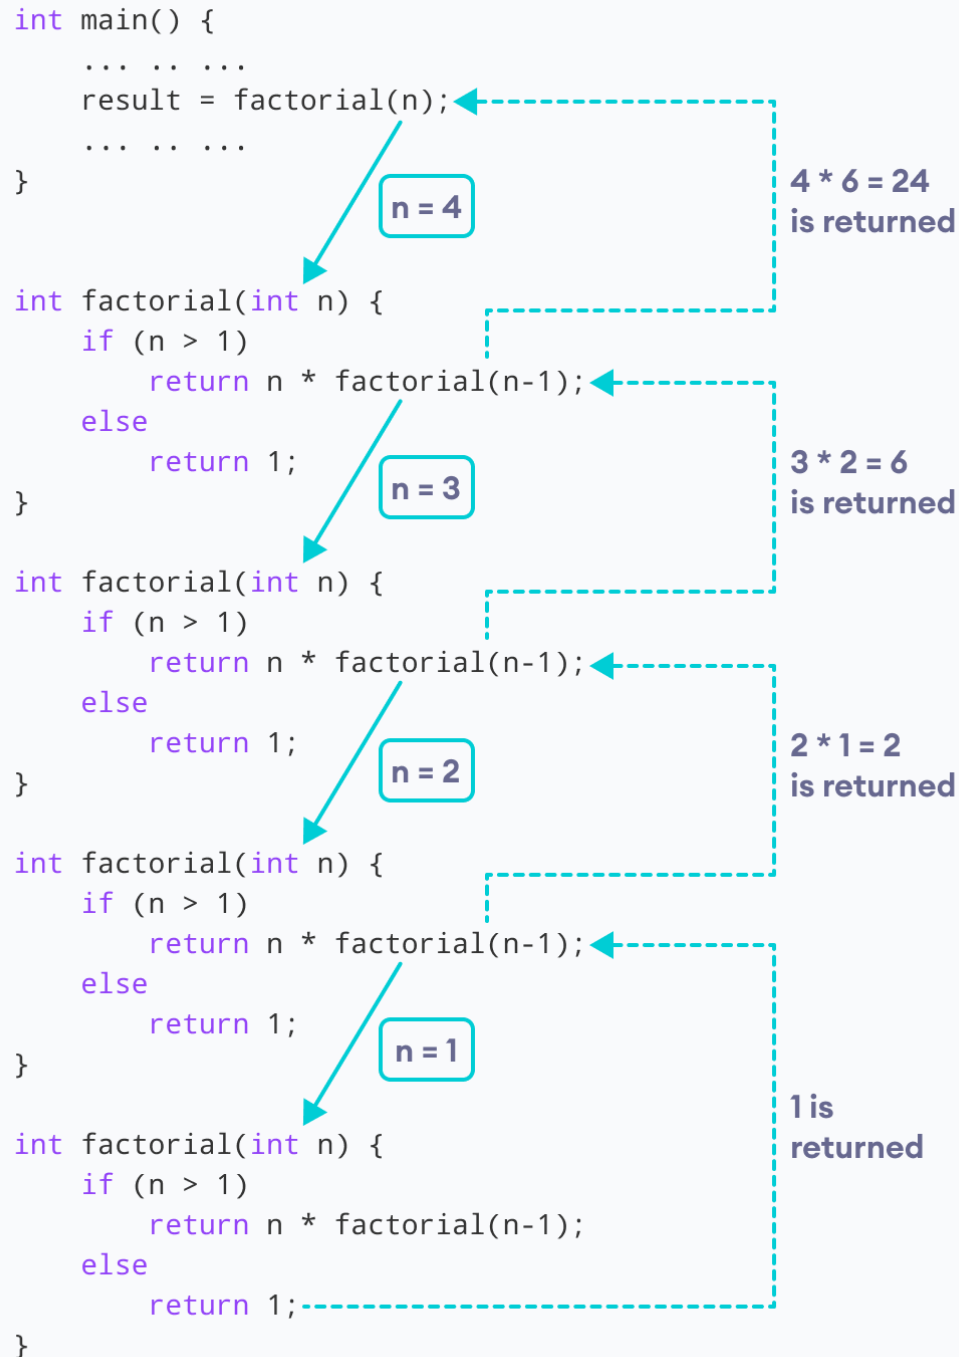 int main() {
... .. ...
result = factorial(n);
... .. ...
}
4 * 6 = 24
is returned
n = 4
int factorial(int n) {
if (n > 1)
return n * factorial(n-1);
else
return 1;
}
3 * 2 = 6
is returned
n = 3
int factorial(int n) {
if (n > 1)
return n * factorial(n-1);
else
return 1;
}
2 * 1 = 2
is returned
n = 2
int factorial(int n) {
if (n > 1)
return n * factorial(n-1);
else
return 1;
}
n = 1
1 is
returned
int factorial(int n) {
if (n > 1)
return n * factorial(n-1);
else
return 1;
}